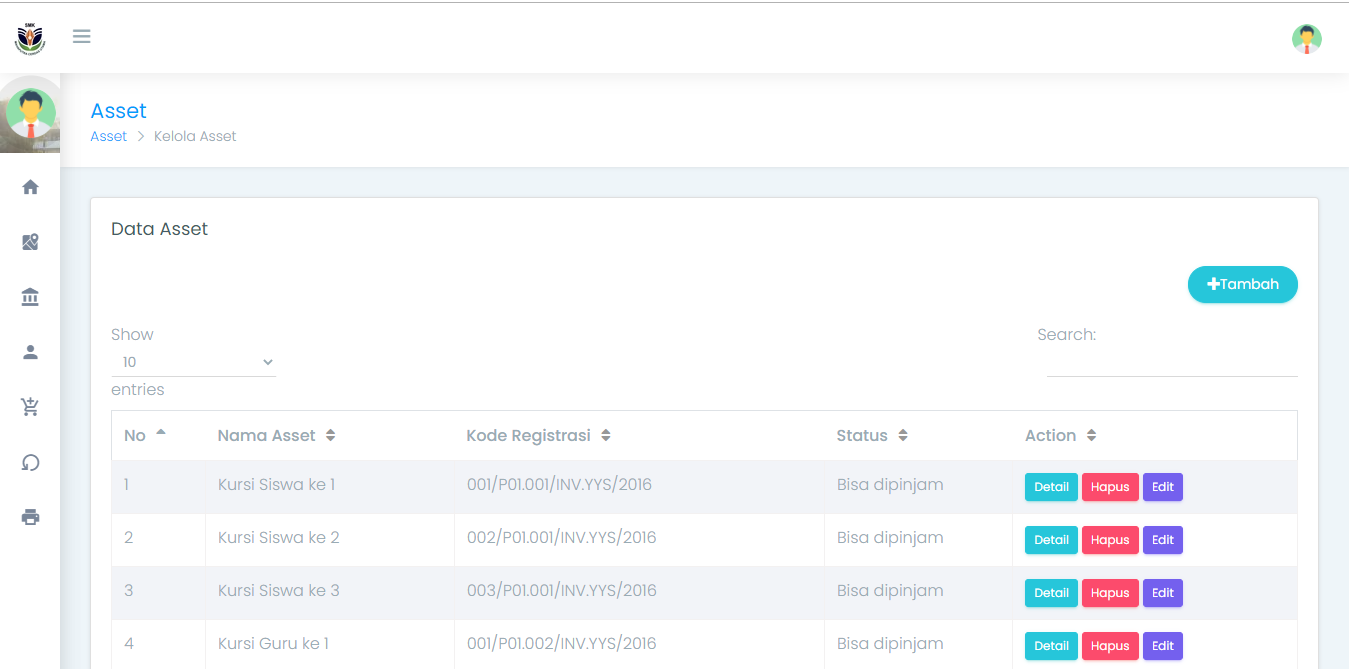 SMK
Asset
Asset > Kelola Asset
Data Asset
+Tambah
Show
10
entries
Search:
No Nama Asset Kode Registrasi Status Action
1 Kursi Siswa ke 1 001/P01.001/INV.YYS/2016 Bisa dipinjam Detail Hapus Edit
2 Kursi Siswa ke 2 002/P01.001/INV.YYS/2016 Bisa dipinjam Detail Hapus Edit
3 Kursi Siswa ke 3 003/P01.001/INV.YYS/2016 Bisa dipinjam Detail Hapus Edit
4 Kursi Guru ke 1 001/P01.002/INV.YYS/2016 Bisa dipinjam Detail Hapus Edit